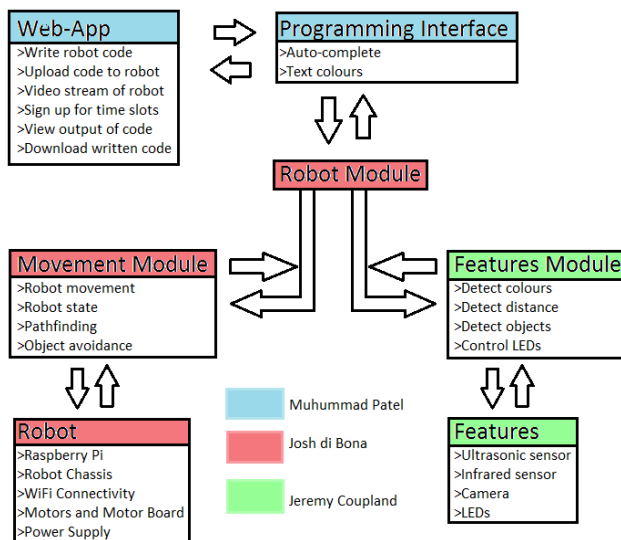 Web-App
>Write robot code
>Upload code to robot
>Video stream of robot
>Sign up for time slots
>View output of code
>Download written code
Programming Interface
>Auto-complete
>Text colours
Robot Module
Movement Module
>Robot movement
>Robot state
>Pathfinding
>Object avoidance
Features Module
>Detect colours
>Detect distance
>Detect objects
>Control LEDs
Robot
>Raspberry Pi
>Robot Chassis
>WiFi Connectivity
>Motors and Motor Board
>Power Supply
Muhummad Patel
Josh di Bona
Jeremy Coupland
Features
>Ultrasonic sensor
>Infrared sensor
>Camera
>LEDs